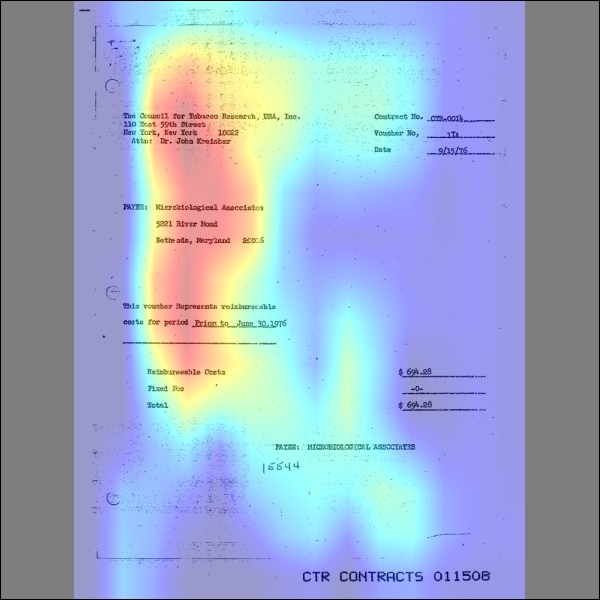 The Council for Tobacco Research, USA, Inc.
110 East 59th Street
New York, New York 10022
Attn: Dr. John Kreisher
Contract No. CTR-0014
Voucher No, 17A
Date 9/15/76
PAYEE: Microbiological Associates
5221 River Road
Bethesda, Maryland 20016
This voucher Represents reimbursable
costs for period Prior to June 30,1976
Reimburseable Costs $ 694.28
Fixed Fee -0-
Total $ 694.28
PAYEE: MICROBIOLOGICAL ASSOCIATES
15544
CTR CONTRACTS 011508